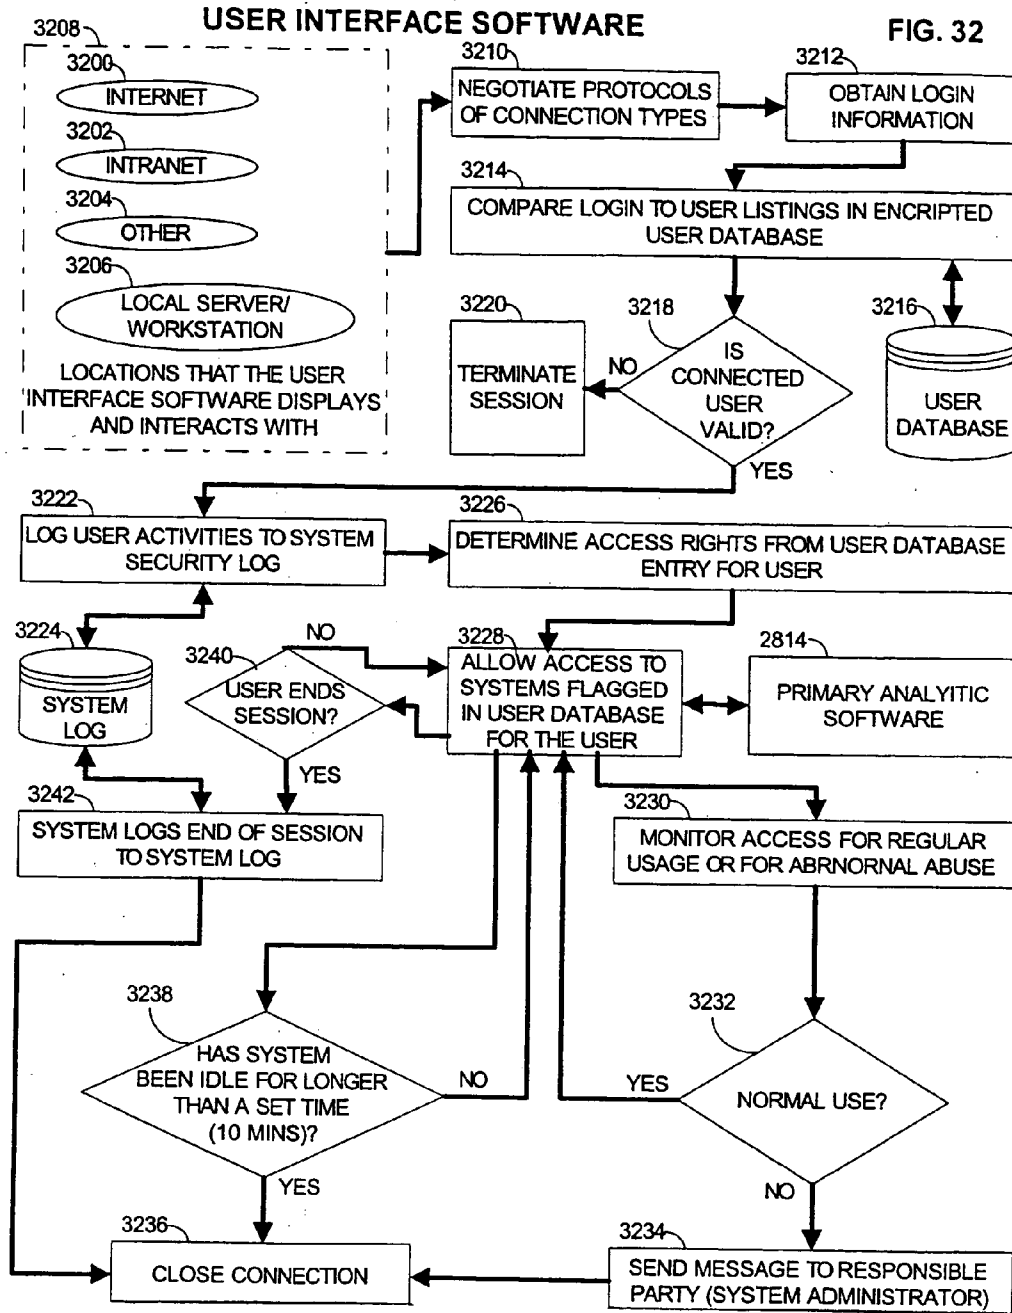 USER INTERFACE SOFTWARE
FIG. 32
3208
3200
INTERNET
3202
INTRANET
3204
OTHER
3206
LOCAL SERVER/
WORKSTATION
LOCATIONS THAT THE USER
INTERFACE SOFTWARE DISPLAYS
AND INTERACTS WITH
3210
NEGOTIATE PROTOCOLS
OF CONNECTION TYPES
3212
OBTAIN LOGIN
INFORMATION
3214
COMPARE LOGIN TO USER LISTINGS IN ENCRIPTED
USER DATABASE
3216
USER
DATABASE
3218
IS
CONNECTED
USER
VALID?
NO
YES
3220
TERMINATE
SESSION
3222
LOG USER ACTIVITIES TO SYSTEM
SECURITY LOG
3226
DETERMINE ACCESS RIGHTS FROM USER DATABASE
ENTRY FOR USER
3224
SYSTEM
LOG
3240
USER ENDS
SESSION?
NO
YES
3228
ALLOW ACCESS TO
SYSTEMS FLAGGED
IN USER DATABASE
FOR THE USER
2814
PRIMARY ANALYITIC
SOFTWARE
3242
SYSTEM LOGS END OF SESSION
TO SYSTEM LOG
3230
MONITOR ACCESS FOR REGULAR
USAGE OR FOR ABRNORNAL ABUSE
3238
HAS SYSTEM
BEEN IDLE FOR LONGER
THAN A SET TIME
(10 MINS)?
NO
YES
3232
NORMAL USE?
YES
NO
3236
CLOSE CONNECTION
3234
SEND MESSAGE TO RESPONSIBLE
PARTY (SYSTEM ADMINISTRATOR)